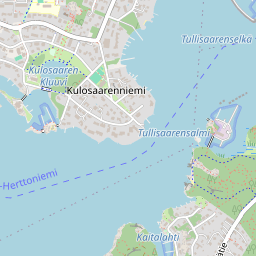 Tullisaarenselkä
Kulosaaren
Kluuvi
Kulosaarenniemi
Tullisaarensalmi
-Herttoniemi
Kaitalahti